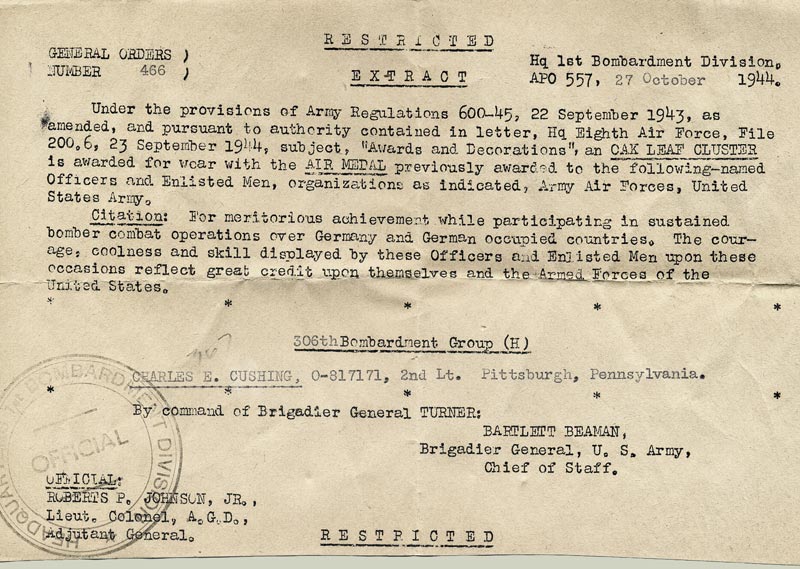 RESTRICTED
GENERAL ORDERS )
NUMBER 466 )
EXTRACT
Hq 1st Bombardment Division,
APO 557, 27 October 1944.
Under the provisions of Army Regulations 600-45, 22 September 1943, as
amended, and pursuant to authority contained in letter, Hq Eighth Air Force, File
200.6, 23 September 1944, subject, "Awards and Decorations", an OAK LEAF CLUSTER
is awarded for wear with the AIR MEDAL previously awarded to the following-named
Officers and Enlisted Men, organizations as indicated, Army Air Forces, United
States Army.
Citation: For meritorious achievement while participating in sustained
bomber combat operations over Germany and German occupied countries. The cour-
age, coolness and skill displayed by these Officers and Enlisted Men upon these
occasions reflect great credit upon themselves and the Armed Forces of the
United States.
* * * * *
306th Bombardment Group (H)
CHARLES E. CUSHING, O-817171, 2nd Lt. Pittsburgh, Pennsylvania.
* * * * *
By command of Brigadier General TURNER:
BARTLETT BEAMAN,
Brigadier General, U. S. Army,
Chief of Staff.
OFFICIAL:
ROBERTS P. JOHNSON, JR.,
Lieut. Colonel, A.G.D.,
Adjutant General.
RESTRICTED
HEADQUARTERS 1st BOMBARDMENT DIVISION
OFFICIAL